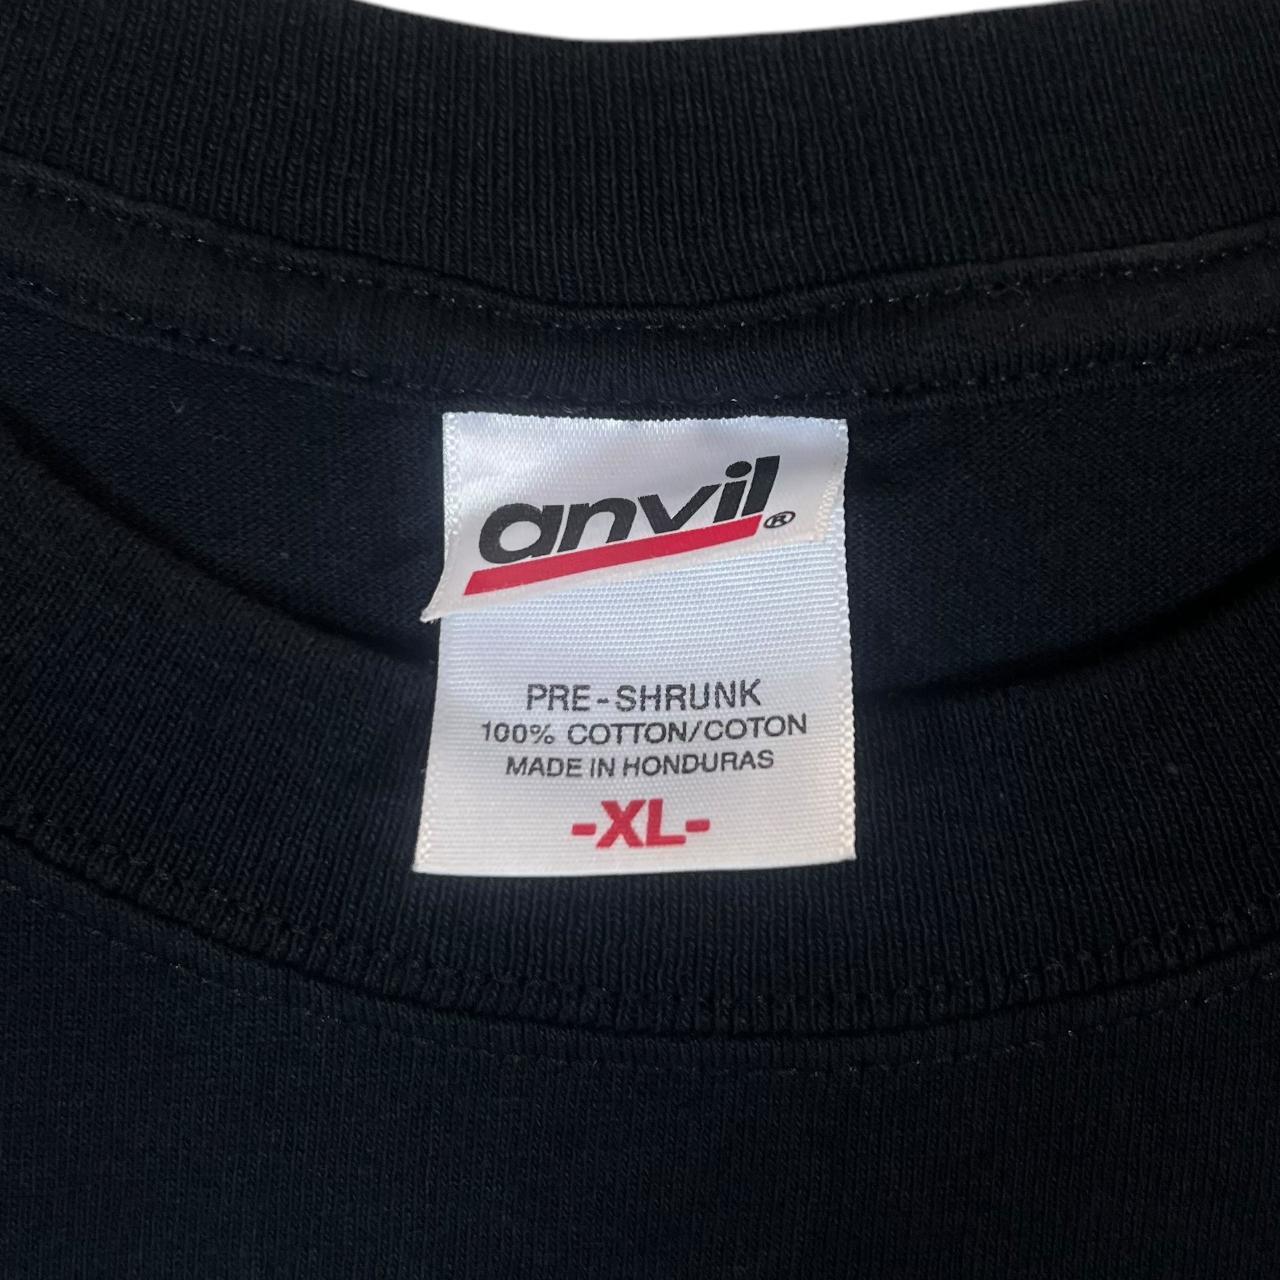 anvil®
PRE-SHRUNK
100% COTTON/COTON
MADE IN HONDURAS
-XL-